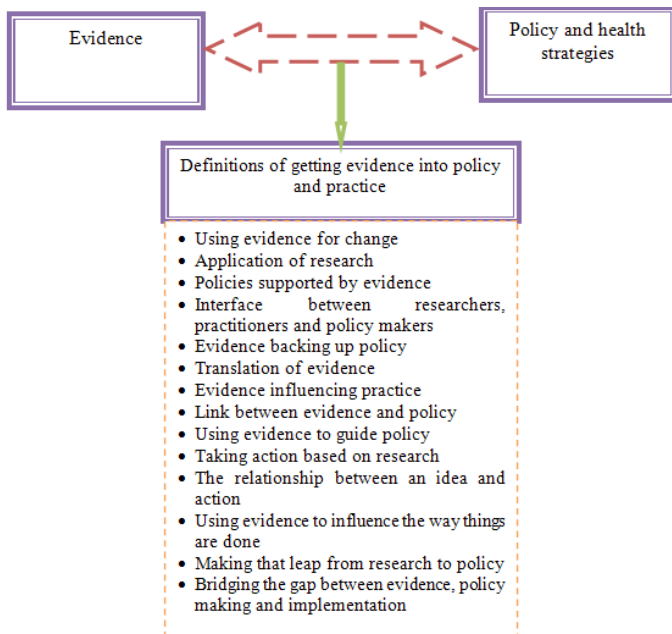 Evidence
Policy and health
strategies
Definitions of getting evidence into policy
and practice
• Using evidence for change
• Application of research
• Policies supported by evidence
• Interface between researchers,
practitioners and policy makers
• Evidence backing up policy
• Translation of evidence
• Evidence influencing practice
• Link between evidence and policy
• Using evidence to guide policy
• Taking action based on research
• The relationship between an idea and
action
• Using evidence to influence the way things
are done
• Making that leap from research to policy
• Bridging the gap between evidence, policy
making and implementation